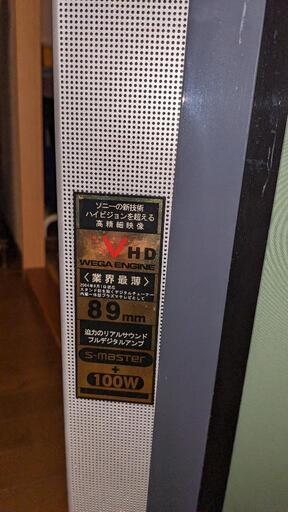 ソニーの新技術
ハイビジョンを超える
高精細映像
VHD
WEGA ENGINE
〈業界最薄〉
89mm
迫力のリアルサウンド
フルデジタルアンプ
S-master
+
100W